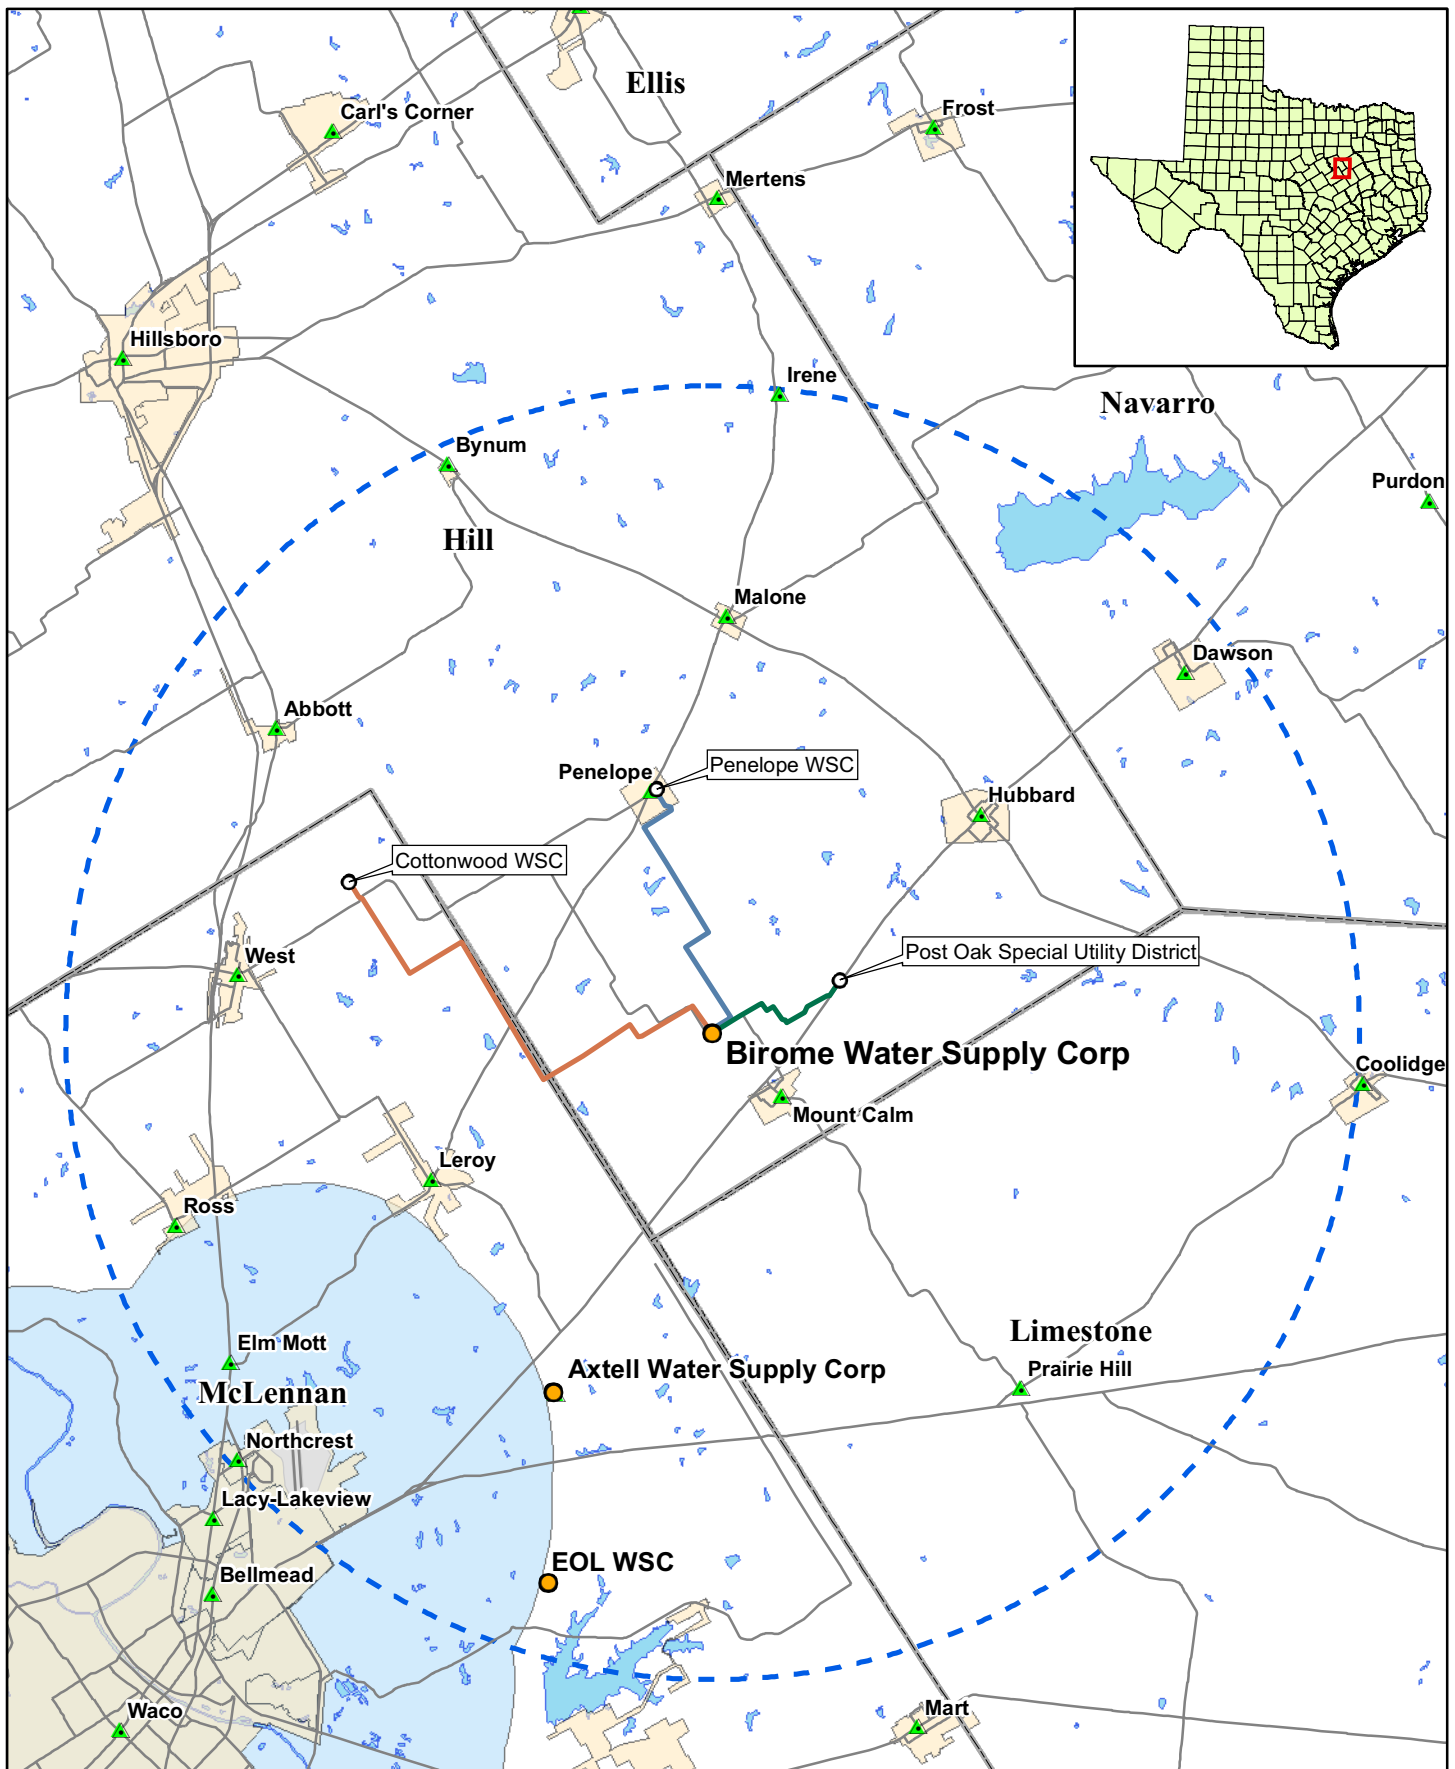 Ellis
Carl's Corner
Frost
Mertens
Hillsboro
Irene
Navarro
Bynum
Purdon
Hill
Malone
Dawson
Abbott
Penelope
Penelope WSC
Hubbard
Cottonwood WSC
West
Post Oak Special Utility District
Birome Water Supply Corp
Coolidge
Mount Calm
Leroy
Ross
Limestone
Elm Mott
Axtell Water Supply Corp
Prairie Hill
McLennan
Northcrest
Lacy-Lakeview
EOL WSC
Bellmead
Waco
Mart